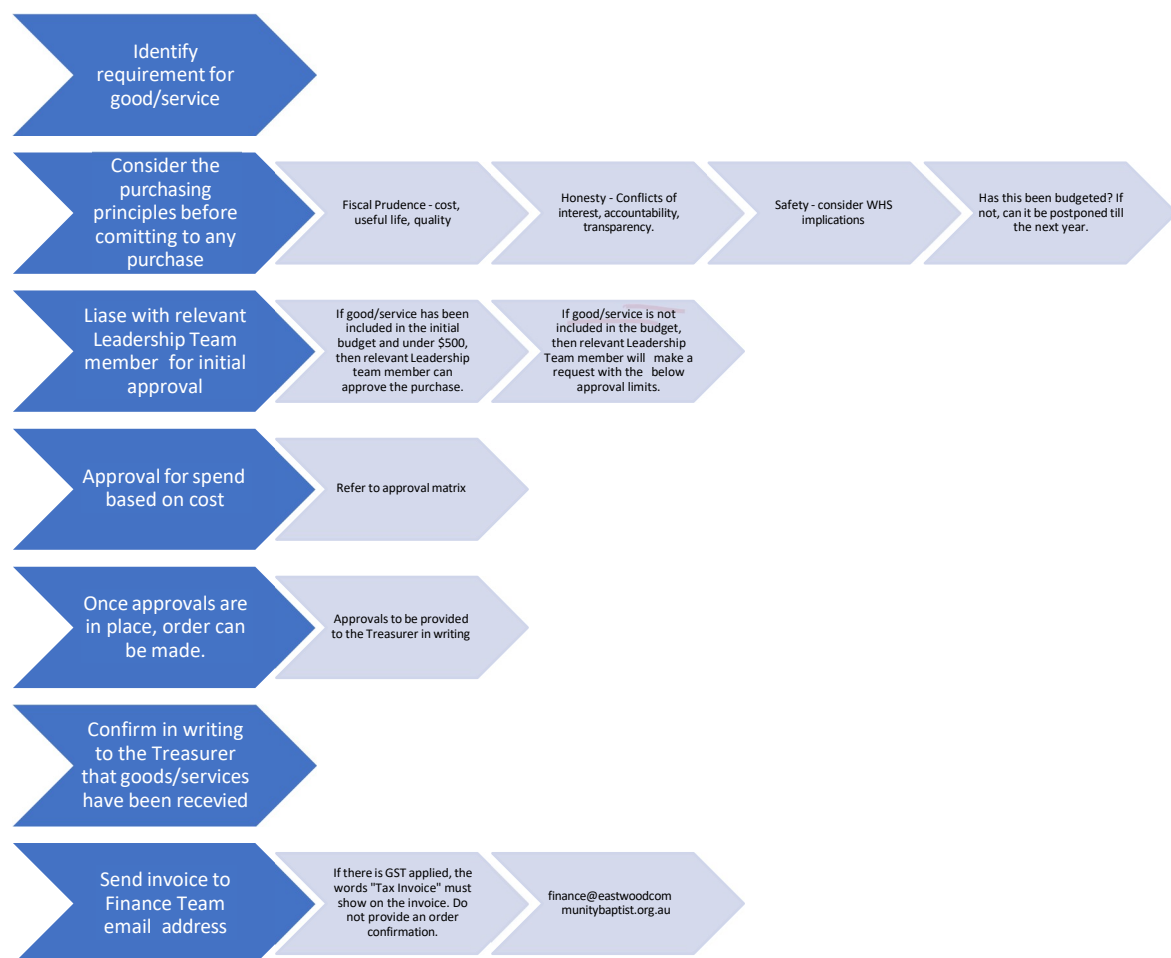 Identify
requirement for
good/service
Consider the
purchasing
principles before
comitting to any
purchase
Fiscal Prudence - cost,
useful life, quality
Honesty - Conflicts of
interest, accountability,
transparency.
Safety - consider WHS
implications
Has this been budgeted? If
not, can it be postponed till
the next year.
Liase with relevant
Leadership Team
member for initial
approval
If good/service has been
included in the initial
budget and under $500,
then relevant Leadership
team member can
approve the purchase.
If good/service is not
included in the budget,
then relevant Leadership
Team member will make a
request with the below
approval limits.
Approval for spend
based on cost
Refer to approval matrix
Once approvals are
in place, order can
be made.
Approvals to be provided
to the Treasurer in writing
Confirm in writing
to the Treasurer
that goods/services
have been recevied
Send invoice to
Finance Team
email address
If there is GST applied, the
words "Tax Invoice" must
show on the invoice. Do
not provide an order
confirmation.
finance@eastwoodcom
munitybaptist.org.au